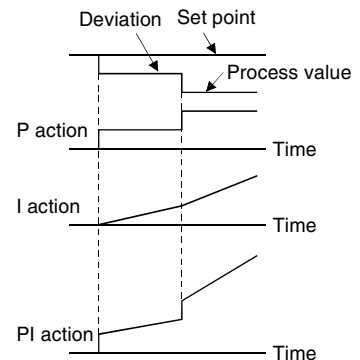 Deviation
Set point
Process value
P action
Time
I action
Time
PI action
Time